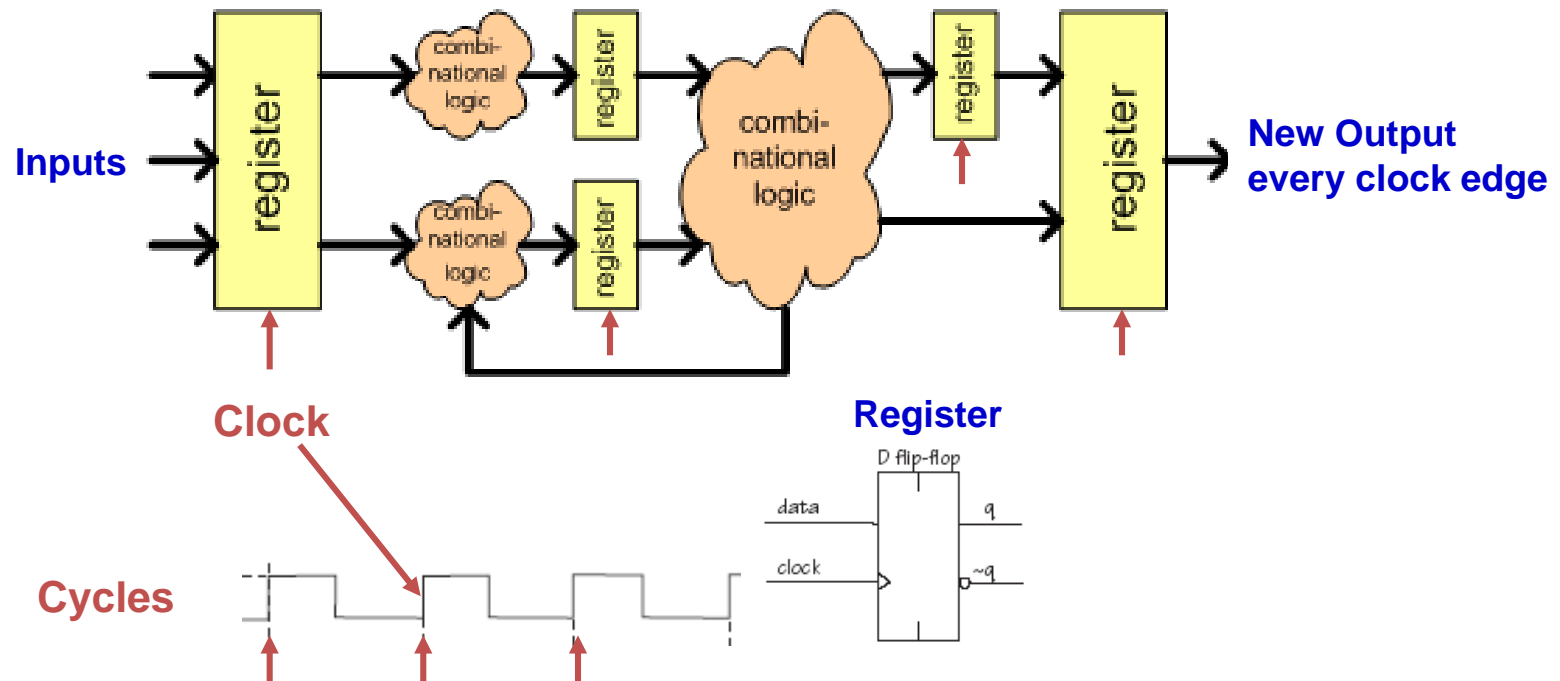 Inputs
register
combi-
national
logic
register
combi-
national
logic
register
combi-
national
logic
register
register
New Output
every clock edge
Clock
Cycles
Register
D flip-flop
data
q
clock
~q